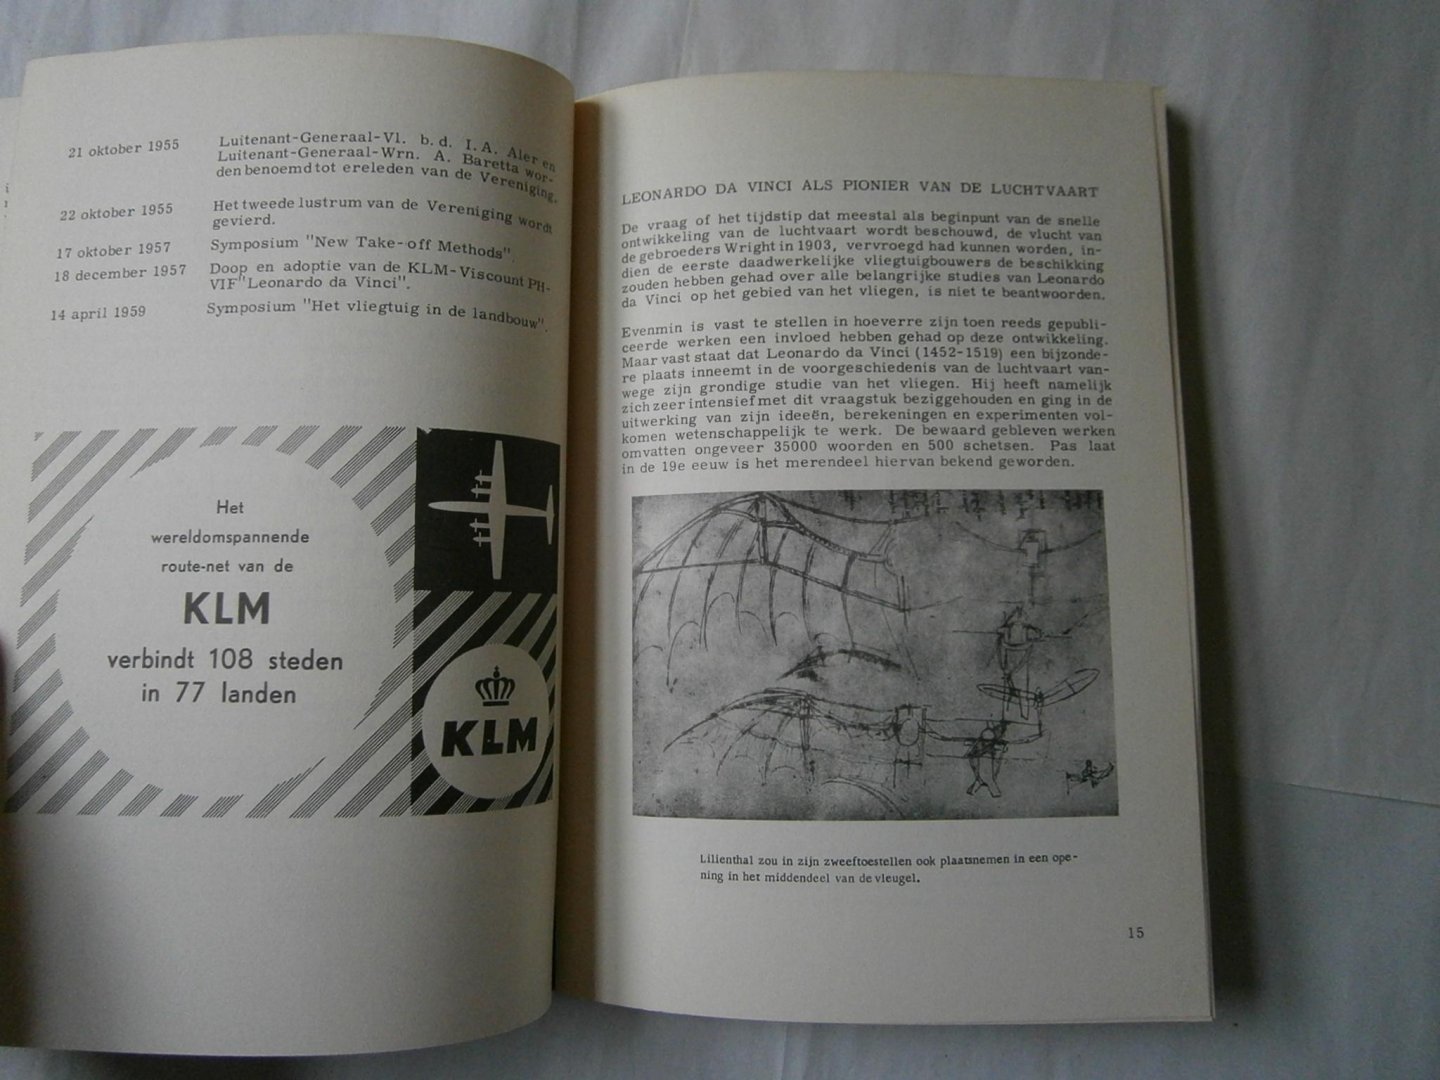 21 oktober 1955 Luitenant-Generaal-Vl. b.d. I.A. Aler en
Luitenant-Generaal-Wrn. A. Baretta wor-
den benoemd tot ereleden van de Vereniging.
22 oktober 1955 Het tweede lustrum van de Vereniging wordt
gevierd.
17 oktober 1957 Symposium "New Take-off Methods".
18 december 1957 Doop en adoptie van de KLM-Viscount PH-
VIF"Leonardo da Vinci".
14 april 1959 Symposium "Het vliegtuig in de landbouw".
Het
wereldomspannende
route-net van de
KLM
verbindt 108 steden
in 77 landen
KLM
LEONARDO DA VINCI ALS PIONIER VAN DE LUCHTVAART
De vraag of het tijdstip dat meestal als beginpunt van de snelle
ontwikkeling van de luchtvaart wordt beschouwd, de vlucht van
de gebroeders Wright in 1903, vervroegd had kunnen worden, in-
dien de eerste daadwerkelijke vliegtuigbouwers de beschikking
zouden hebben gehad over alle belangrijke studies van Leonardo
da Vinci op het gebied van het vliegen, is niet te beantwoorden.
Evenmin is vast te stellen in hoeverre zijn toen reeds gepubli-
ceerde werken een invloed hebben gehad op deze ontwikkeling.
Maar vast staat dat Leonardo da Vinci (1452-1519) een bijzonde-
re plaats inneemt in de voorgeschiedenis van de luchtvaart van-
wege zijn grondige studie van het vliegen. Hij heeft namelijk
zich zeer intensief met dit vraagstuk beziggehouden en ging in de
uitwerking van zijn ideeën, berekeningen en experimenten vol-
komen wetenschappelijk te werk. De bewaard gebleven werken
omvatten ongeveer 35000 woorden en 500 schetsen. Pas laat
in de 19e eeuw is het merendeel hiervan bekend geworden.
Lilienthal zou in zijn zweeftoestellen ook plaatsnemen in een ope-
ning in het middendeel van de vleugel.
15